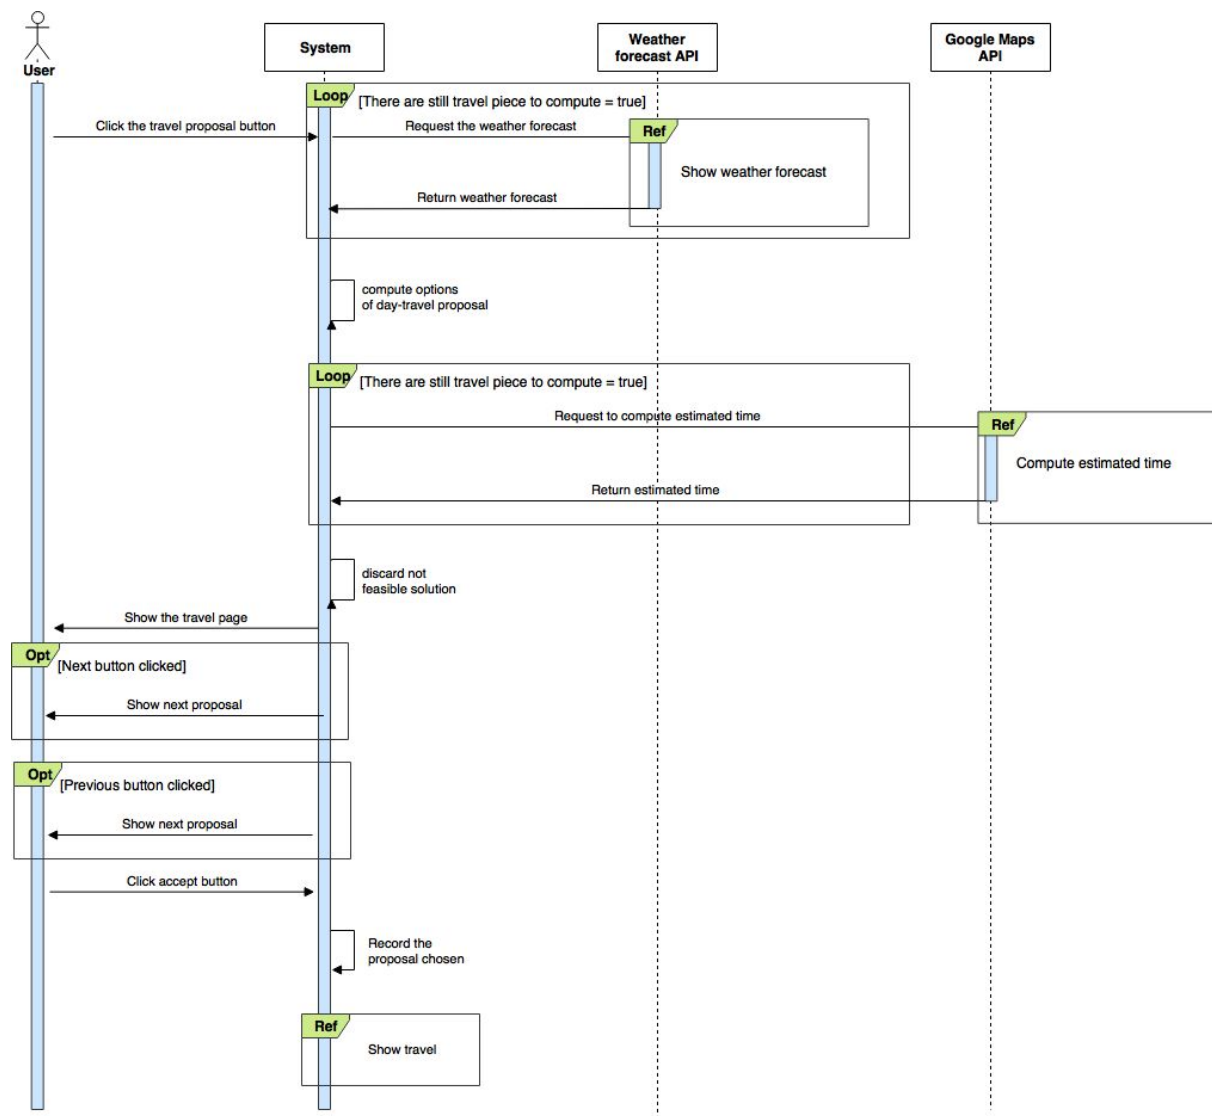 User
System
Weather
forecast API
Google Maps
API
Loop
[There are still travel piece to compute = true]
Click the travel proposal button
Request the weather forecast
Ref
Show weather forecast
Return weather forecast
compute options
of day-travel proposal
Loop
[There are still travel piece to compute = true]
Request to compute estimated time
Ref
Compute estimated time
Return estimated time
discard not
feasible solution
Show the travel page
Opt
[Next button clicked]
Show next proposal
Opt
[Previous button clicked]
Show next proposal
Click accept button
Record the
proposal chosen
Ref
Show travel